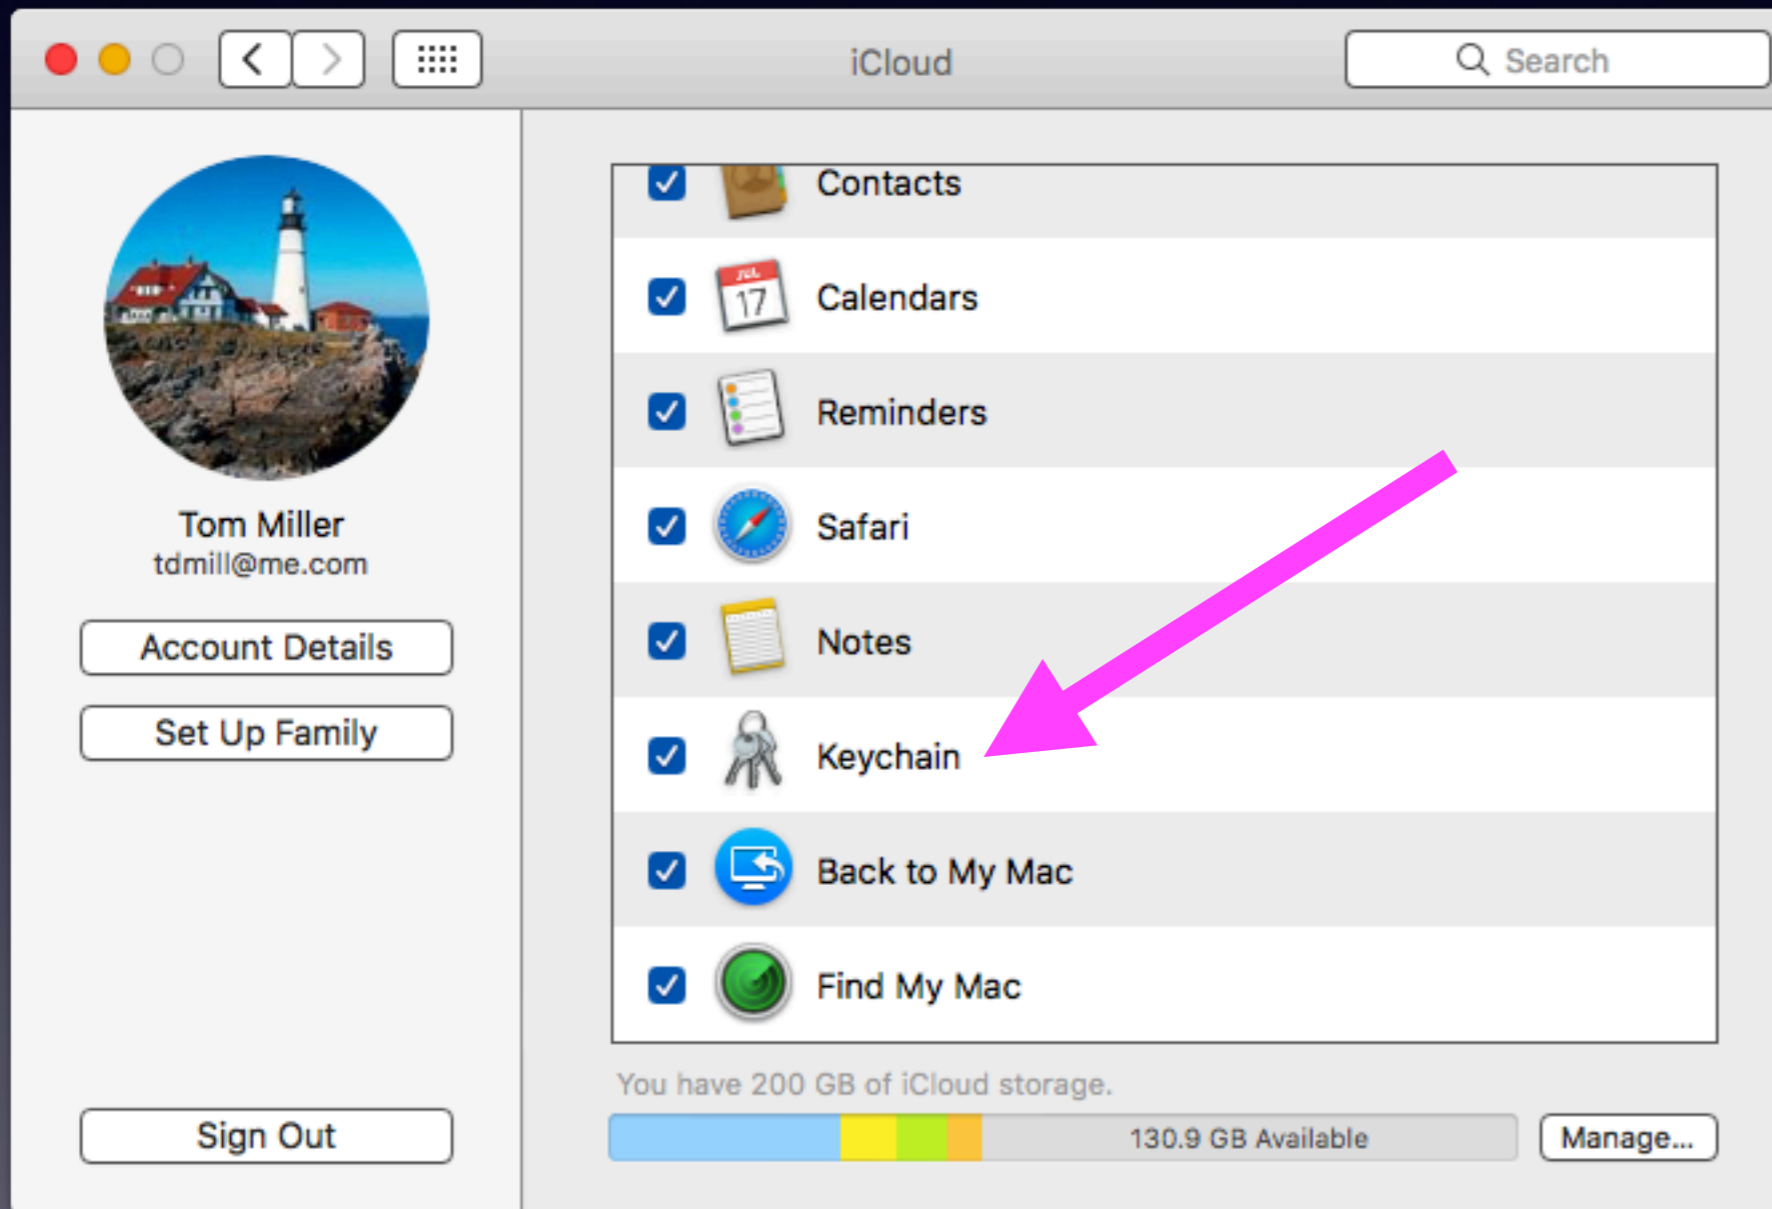 iCloud
Search
Tom Miller
tdmill@me.com
Account Details
Set Up Family
Sign Out
Contacts
JUL
17
Calendars
Reminders
Safari
Notes
Keychain
Back to My Mac
Find My Mac
You have 200 GB of iCloud storage.
130.9 GB Available
Manage...